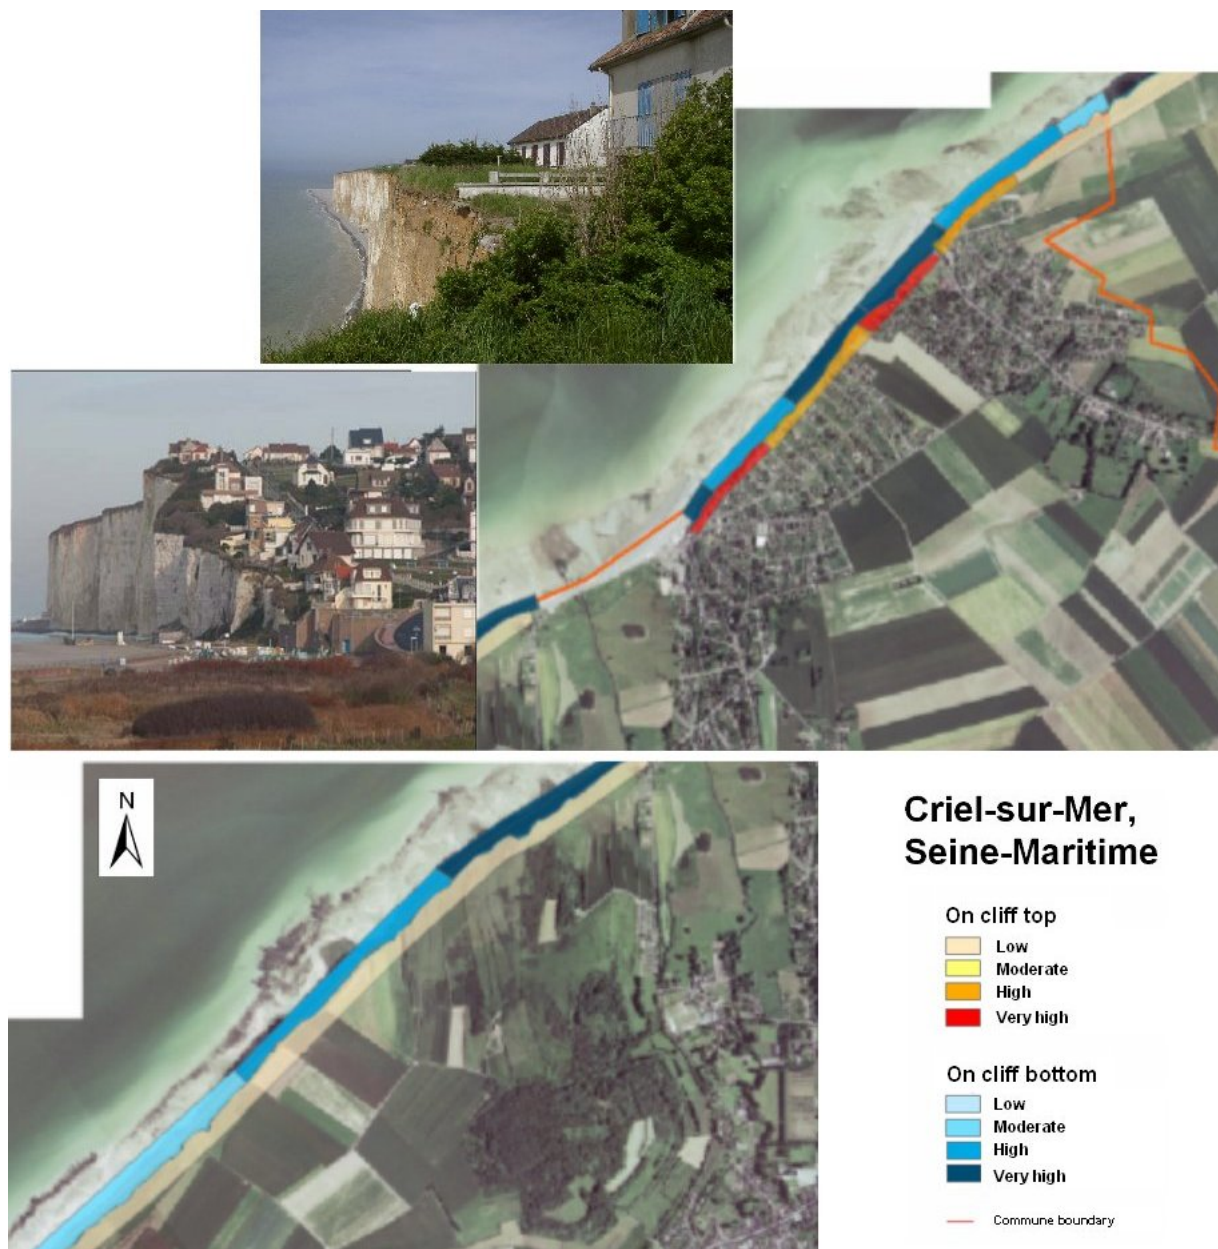 N
Criel-sur-Mer,
Seine-Maritime
On cliff top
Low
Moderate
High
Very high
On cliff bottom
Low
Moderate
High
Very high
Commune boundary